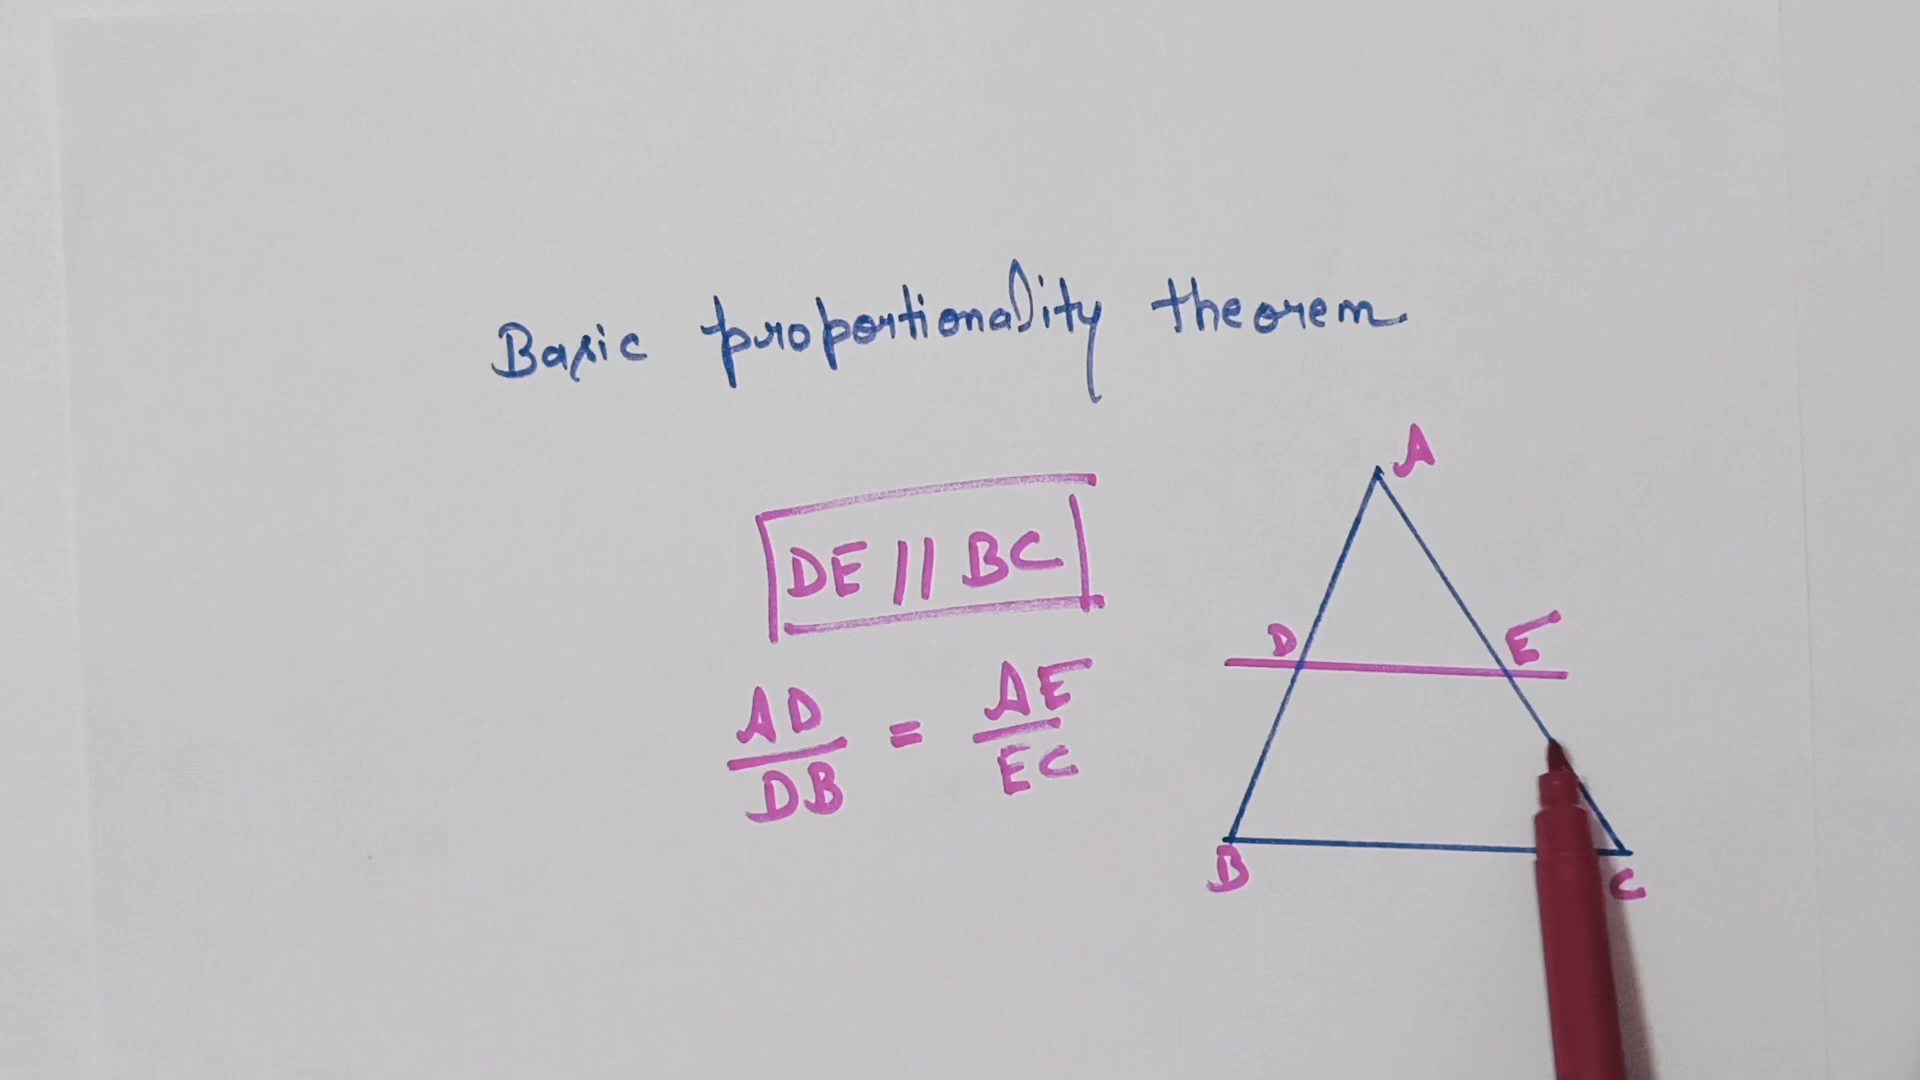 Basic proportionality theorem
DE // BC
AD/DB = AE/EC
A
D E
B C